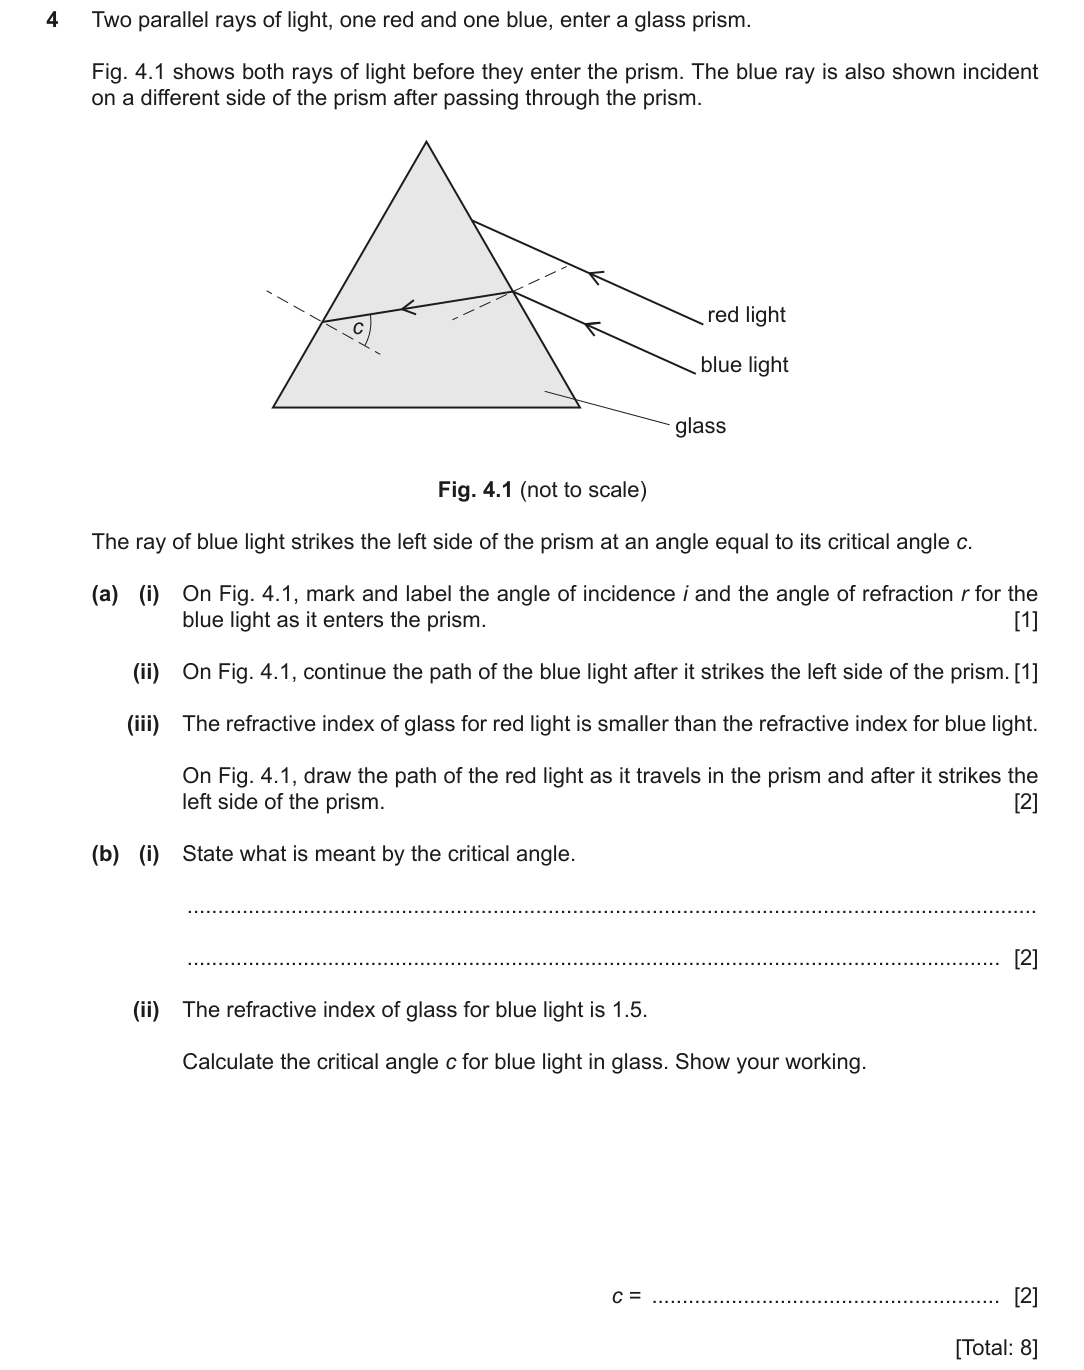 4 Two parallel rays of light, one red and one blue, enter a glass prism.
Fig. 4.1 shows both rays of light before they enter the prism. The blue ray is also shown incident
on a different side of the prism after passing through the prism.
c
red light
blue light
glass
Fig. 4.1 (not to scale)
The ray of blue light strikes the left side of the prism at an angle equal to its critical angle c.
(a) (i) On Fig. 4.1, mark and label the angle of incidence i and the angle of refraction r for the
blue light as it enters the prism. [1]
(ii) On Fig. 4.1, continue the path of the blue light after it strikes the left side of the prism. [1]
(iii) The refractive index of glass for red light is smaller than the refractive index for blue light.
On Fig. 4.1, draw the path of the red light as it travels in the prism and after it strikes the
left side of the prism. [2]
(b) (i) State what is meant by the critical angle.
..........................................................................................................................................
.................................................................................................................................... [2]
(ii) The refractive index of glass for blue light is 1.5.
Calculate the critical angle c for blue light in glass. Show your working.
c = ......................................................... [2]
[Total: 8]